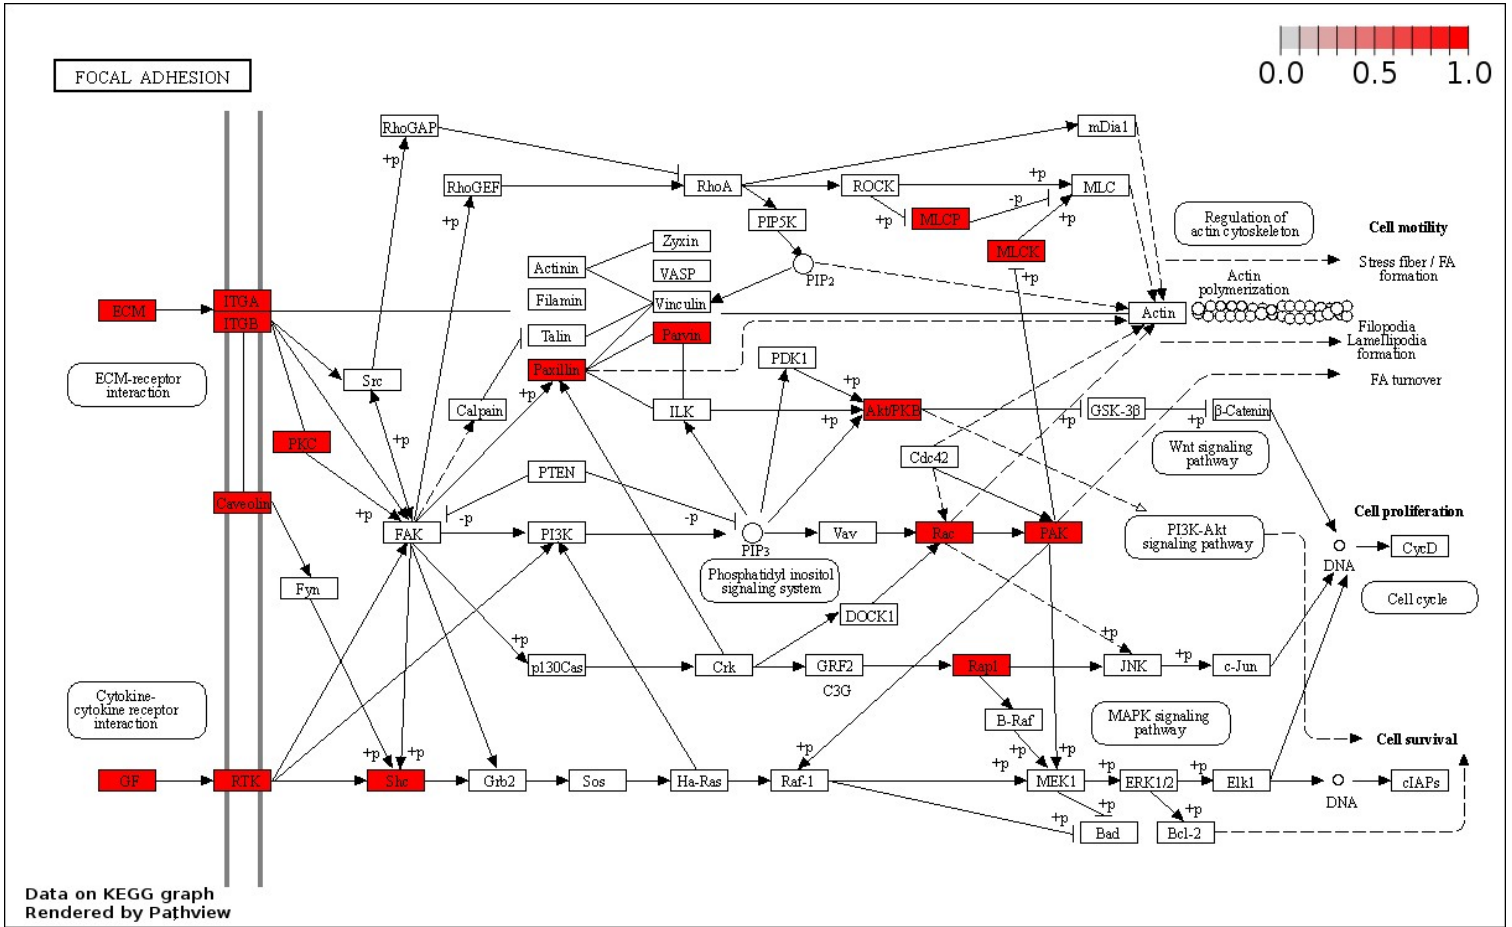 FOCAL ADHESION
0.0 0.5 1.0
RhoGAP
mDia1
+p
RhoGEF
RhoA
ROCK
+p
MLC
+p
PIP5K
+p
MLCP
-p
+p
Regulation of
actin cytoskeleton
Cell motility
Zyxin
MLCK
Actinin
VASP
PIP2
+p
Stress fiber / FA
formation
Actin
polymerization
ITGA
ECM
ITGB
Filamin
Vinculin
Actin
Talin
Parvin
Filopodia
Lamellipodia
formation
ECM-receptor
interaction
Src
Paxillin
+p
PDK1
+p
FA turnover
Calpain
ILK
+p
Akt/PKB
GSK-3β
+p
+p
β-Catenin
PKC
+p
Cdc42
Wnt signaling
pathway
PTEN
Caveolin
+p
-p
-p
FAK
PI3K
PIP3
Vav
Rac
PAK
PI3K-Akt
signaling pathway
Cell proliferation
DNA
CycD
Fyn
Phosphatidyl inositol
signaling system
Cell cycle
DOCK1
+p
+p
p130Cas
Crk
GRF2
C3G
Rap1
JNK
+p
c-Jun
Cytokine-
cytokine receptor
interaction
B-Raf
MAPK signaling
pathway
+p
+p
+p
+p
+p
Cell survival
GF
RTK
Shc
Grb2
Sos
Ha-Ras
Raf-1
+p
MEK1
+p
ERK1/2
+p
Elk1
DNA
cIAPs
+p
+p
+p
Bad
Bcl-2
Data on KEGG graph
Rendered by Pathview